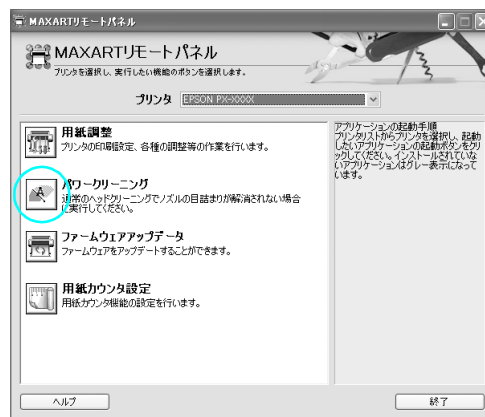 MAXARTリモートパネル
MAXARTリモートパネル
プリンタを選択し、実行したい機能のボタンを選択します。
プリンタ
EPSON PX-XXXX
用紙調整
プリンタの印刷設定、各種の調整等の作業を行います。
パワークリーニング
通常のヘッドクリーニングでノズルの目詰まりが解消されない場合
に実行してください。
ファームウェアアップデータ
ファームウェアをアップデートすることができます。
用紙カウンタ設定
用紙カウンタ機能の設定を行います。
アプリケーションの起動手順
プリンタリストからプリンタを選択し、起動
したいアプリケーションの起動ボタンをクリ
ックしてください。インストールされていな
いアプリケーションはグレー表示になって
います。
ヘルプ
終了